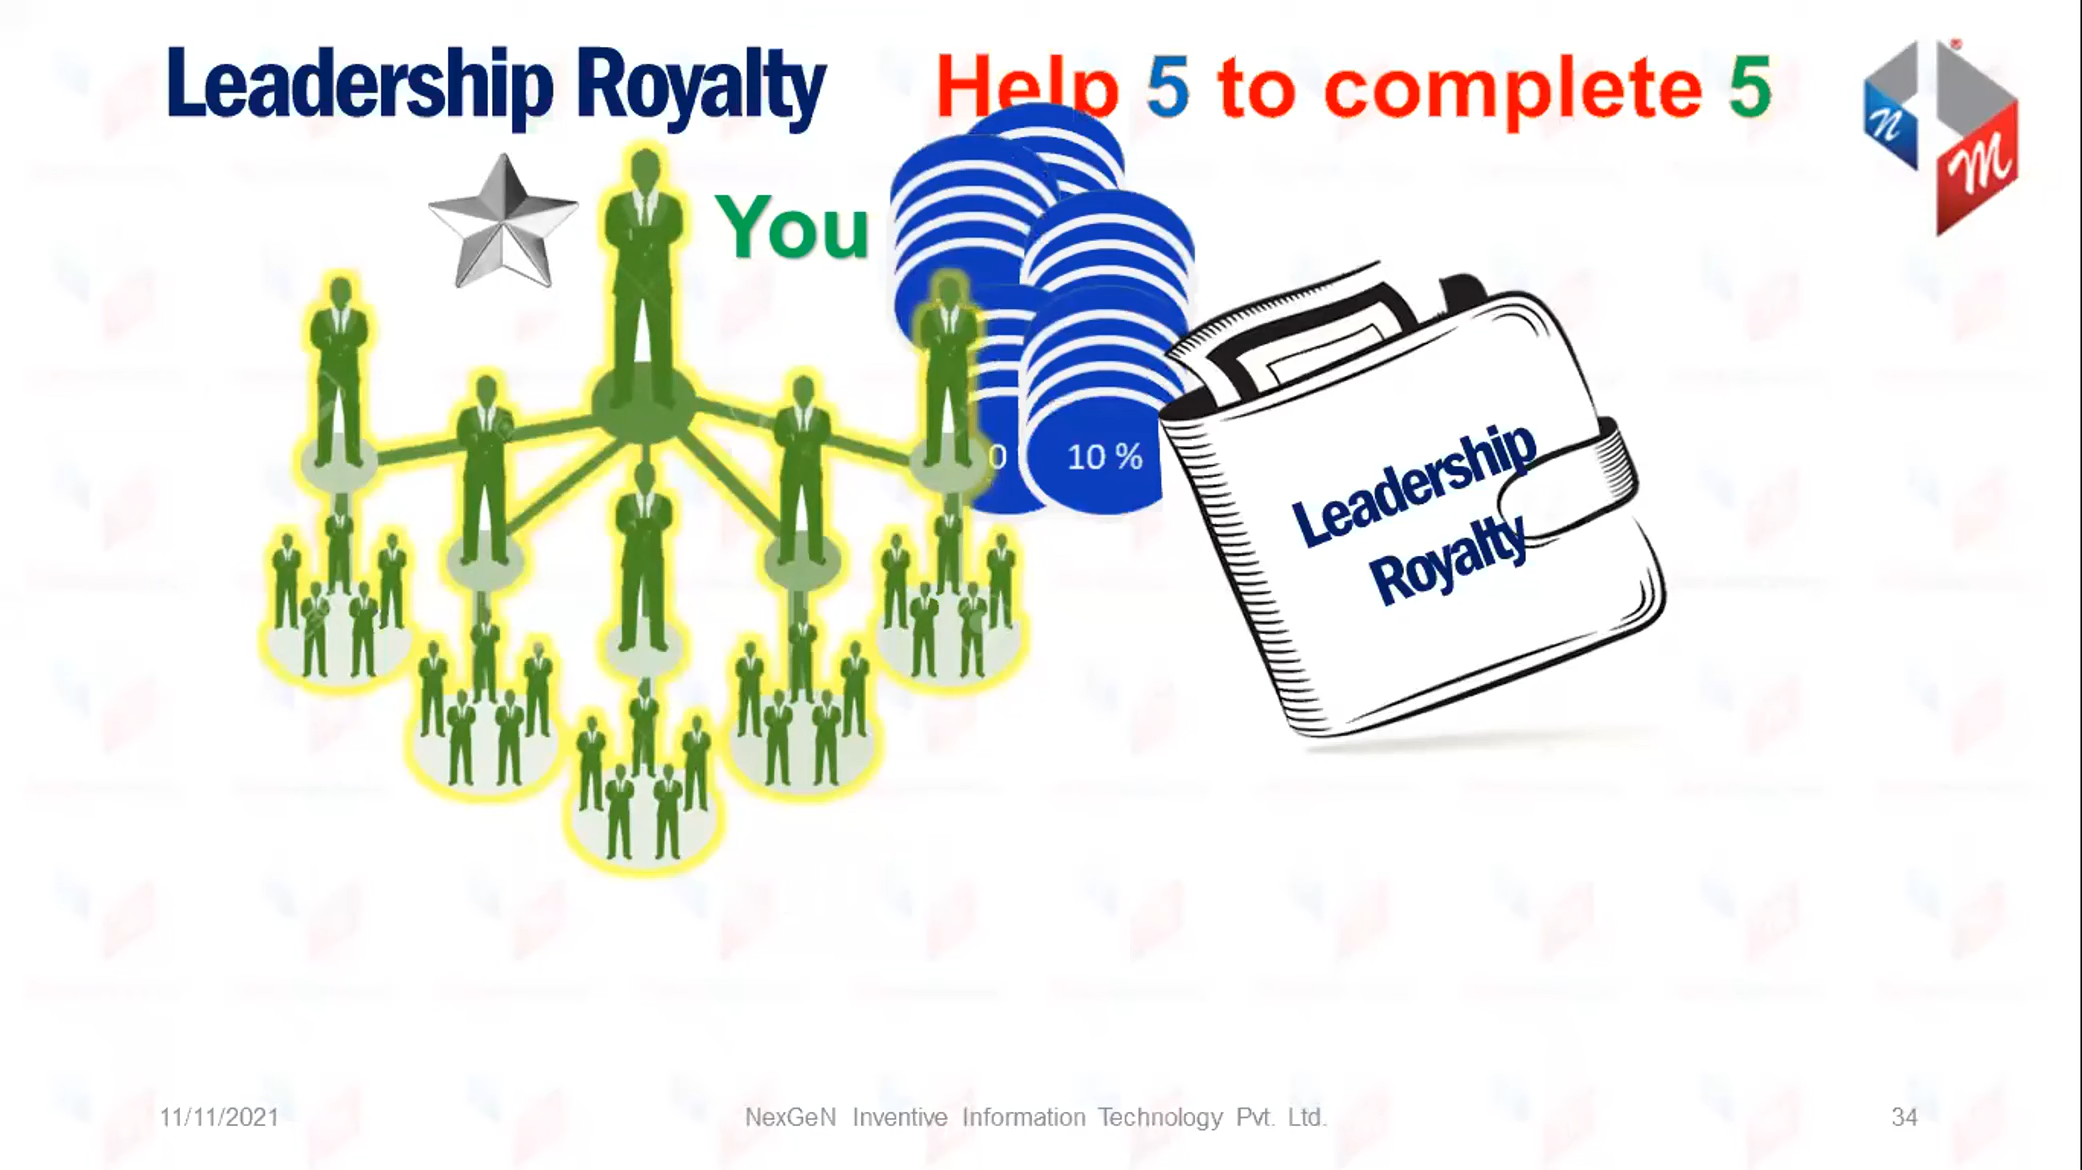 Leadership Royalty
Help 5 to complete 5
n
M
You
0
10 %
Leadership
Royalty
11/11/2021
NexGeN Inventive Information Technology Pvt. Ltd.
34